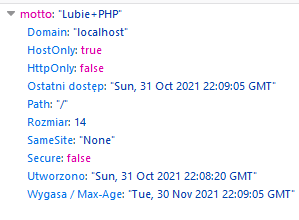 motto: "Lubie+PHP"
Domain: "localhost"
HostOnly: true
HttpOnly: false
Ostatni dostęp: "Sun, 31 Oct 2021 22:09:05 GMT"
Path: "/"
Rozmiar: 14
SameSite: "None"
Secure: false
Utworzono: "Sun, 31 Oct 2021 22:08:20 GMT"
Wygasa / Max-Age: "Tue, 30 Nov 2021 22:09:05 GMT"